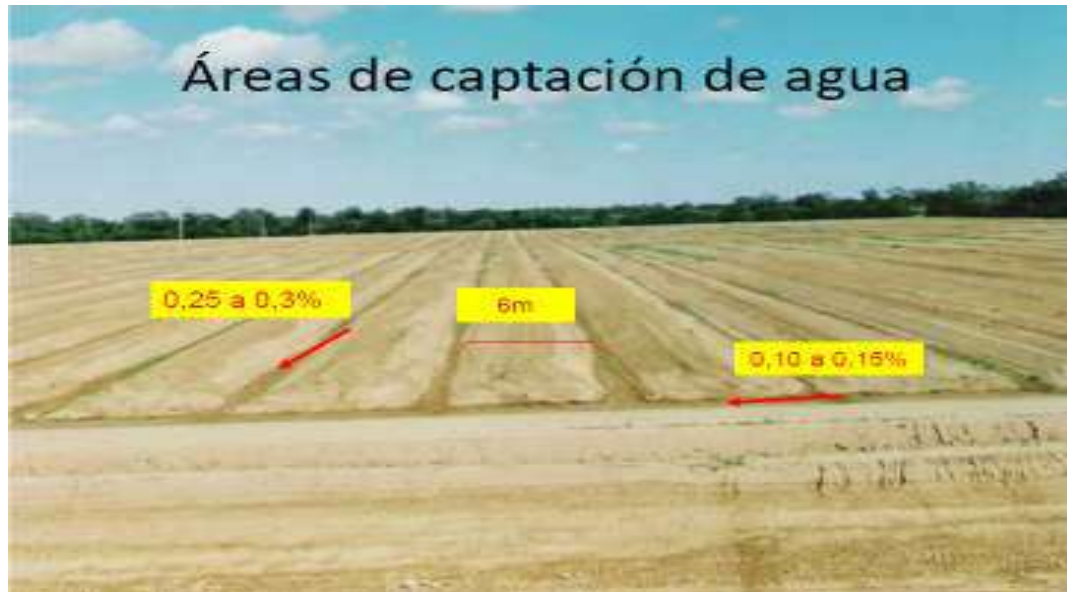 Áreas de captación de agua
0,25 a 0,3%
6m
0,10 a 0,15%